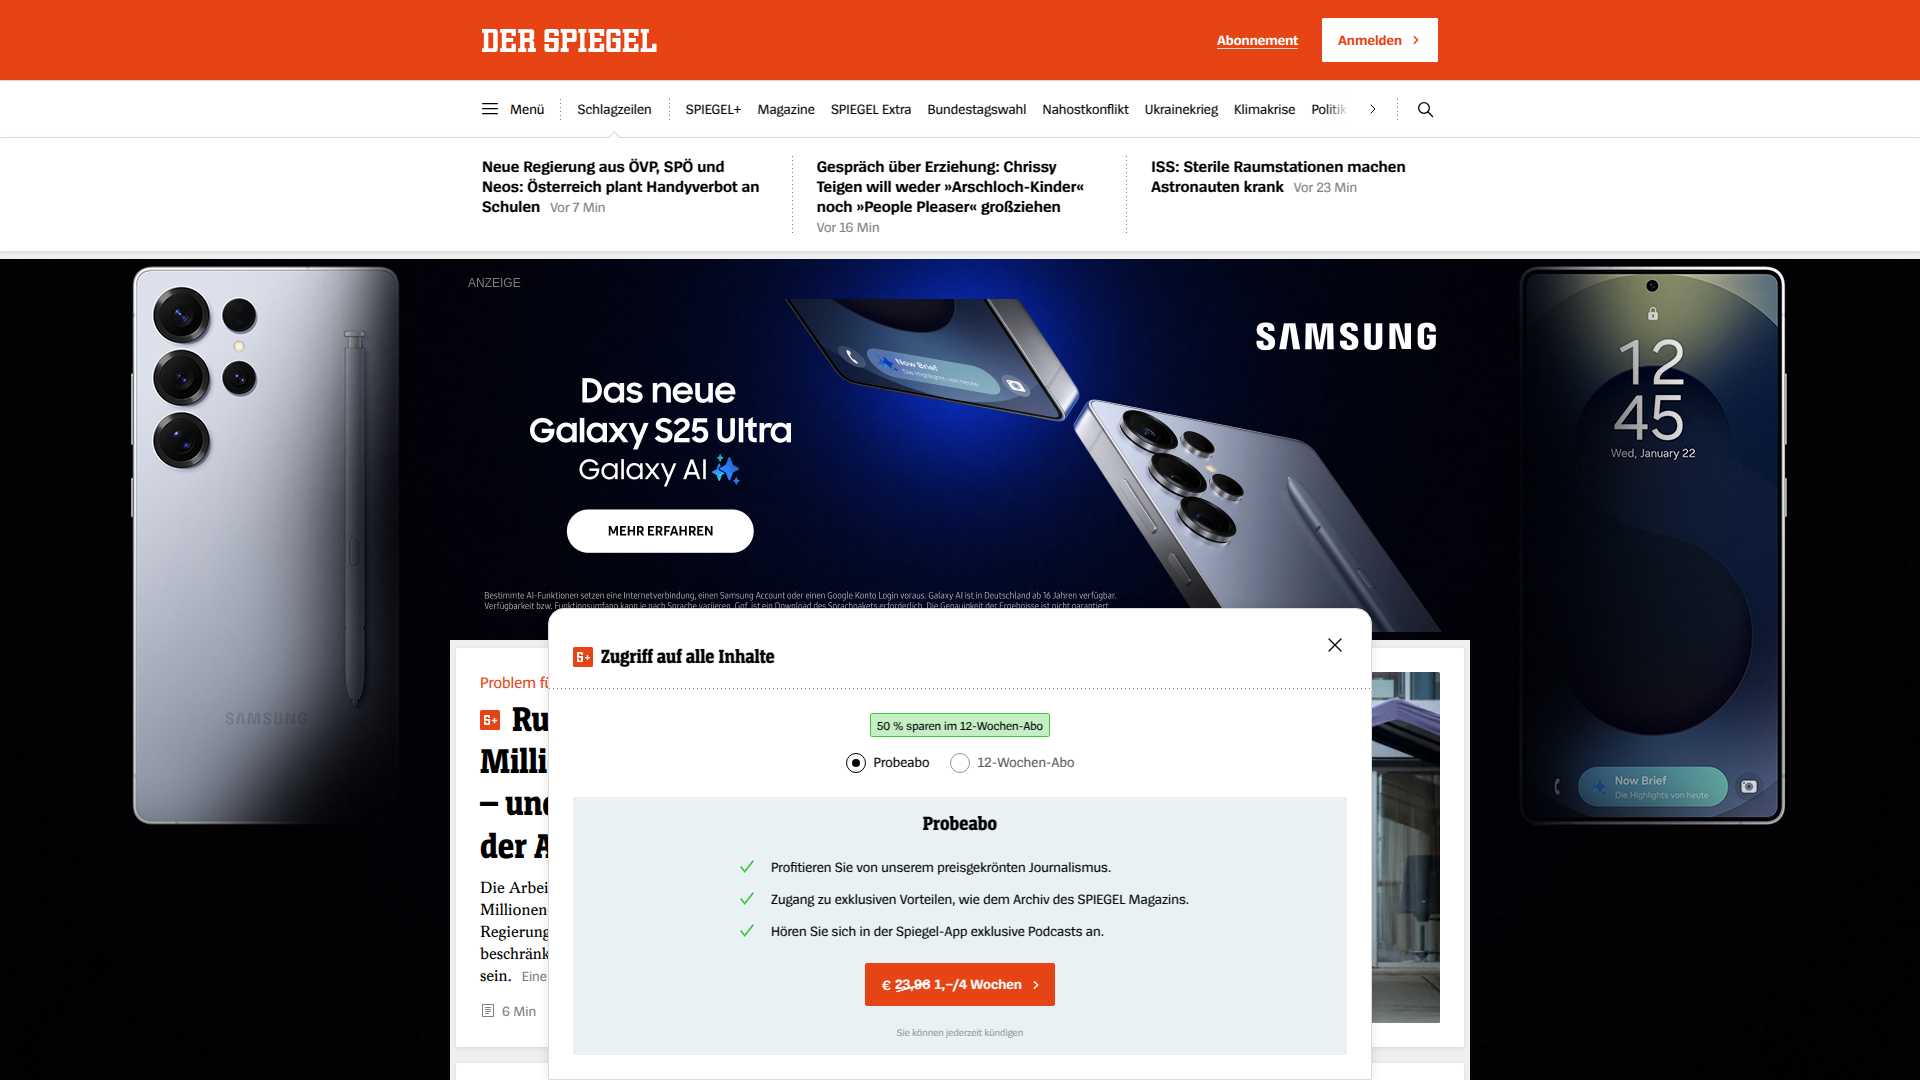 DER SPIEGEL
Abonnement
Anmelden
Menü
Schlagzeilen
SPIEGEL+
Magazine
SPIEGEL Extra
Bundestagswahl
Nahostkonflikt
Ukrainekrieg
Klimakrise
Politik
Neue Regierung aus ÖVP, SPÖ und
Neos: Österreich plant Handyverbot an
Schulen Vor 7 Min
Gespräch über Erziehung: Chrissy
Teigen will weder »Arschloch-Kinder«
noch »People Pleaser« großziehen
Vor 16 Min
ISS: Sterile Raumstationen machen
Astronauten krank Vor 23 Min
ANZEIGE
SAMSUNG
Das neue
Galaxy S25 Ultra
Galaxy AI
MEHR ERFAHREN
Now Brief
Die Highlights von heute
Bestimmte AI-Funktionen setzen eine Internetverbindung, einen Samsung Account oder einen Google Konto Login voraus. Galaxy AI ist in Deutschland ab 16 Jahren verfügbar.
Verfügbarkeit bzw. Funktionsumfang kann je nach Sprache variieren. Ggf. ist ein Download des Sprachpakets erforderlich. Die Genauigkeit der Ergebnisse ist nicht garantiert.
SAMSUNG
12
45
Wed, January 22
Now Brief
Die Highlights von heute
Problem fü
Ru
Milli
– und
der A
Die Arbei
Millionen
Regierung
beschränk
sein. Eine
6 Min
Zugriff auf alle Inhalte
50 % sparen im 12-Wochen-Abo
Probeabo
12-Wochen-Abo
Probeabo
Profitieren Sie von unserem preisgekrönten Journalismus.
Zugang zu exklusiven Vorteilen, wie dem Archiv des SPIEGEL Magazins.
Hören Sie sich in der Spiegel-App exklusive Podcasts an.
€ 23,96 1,–/4 Wochen
Sie können jederzeit kündigen